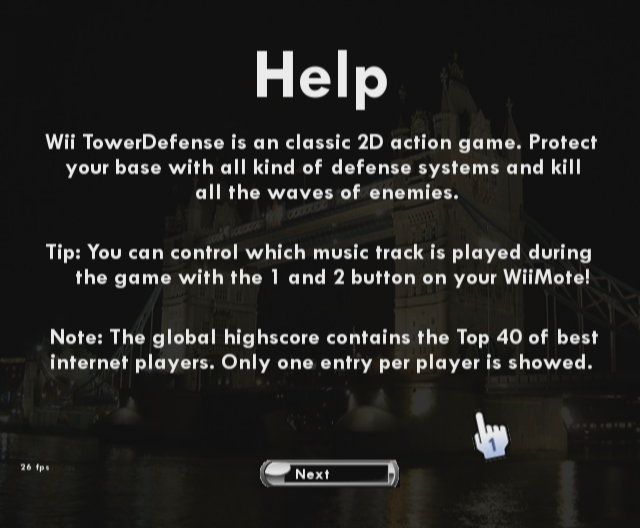 Help
Wii TowerDefense is an classic 2D action game. Protect
your base with all kind of defense systems and kill
all the waves of enemies.
Tip: You can control which music track is played during
the game with the 1 and 2 button on your WiiMote!
Note: The global highscore contains the Top 40 of best
internet players. Only one entry per player is showed.
1
26 fps
Next